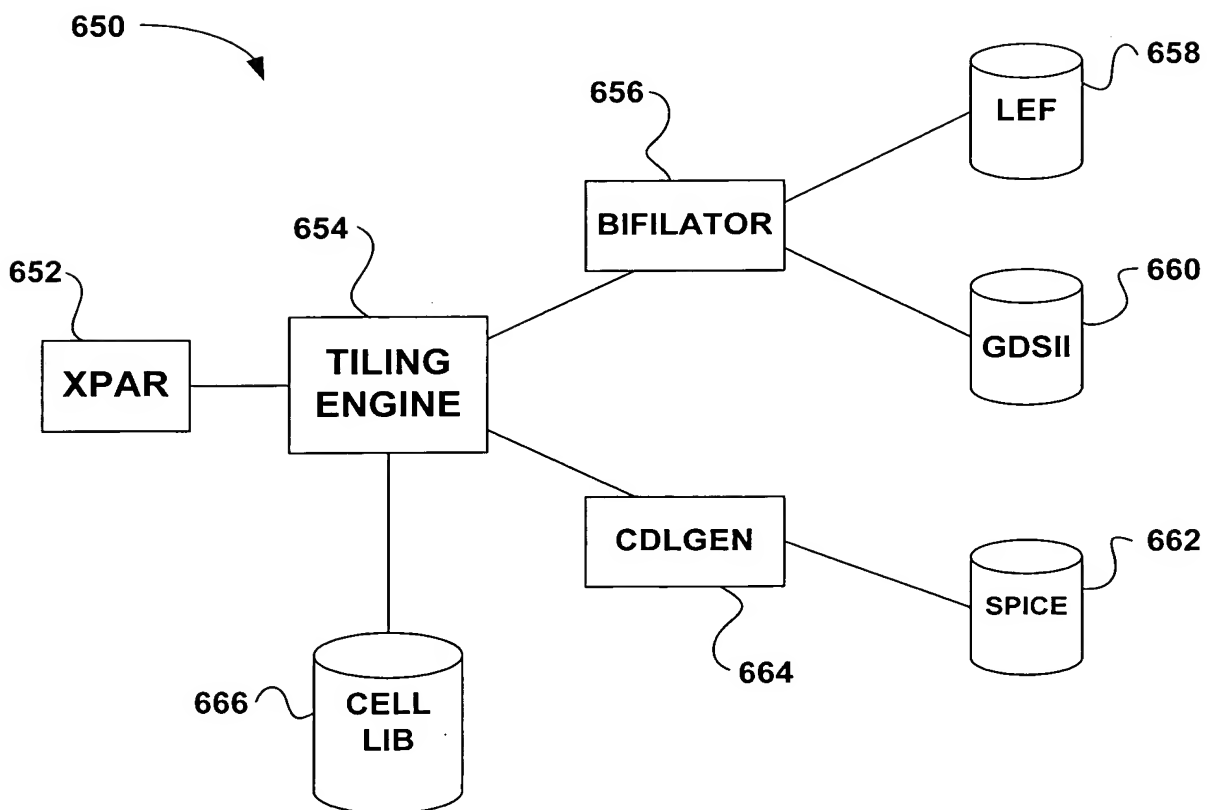 650
658
LEF
656
BIFILATOR
654
652
660
GDSII
XPAR
TILING
ENGINE
CDLGEN
662
SPICE
664
666
CELL
LIB